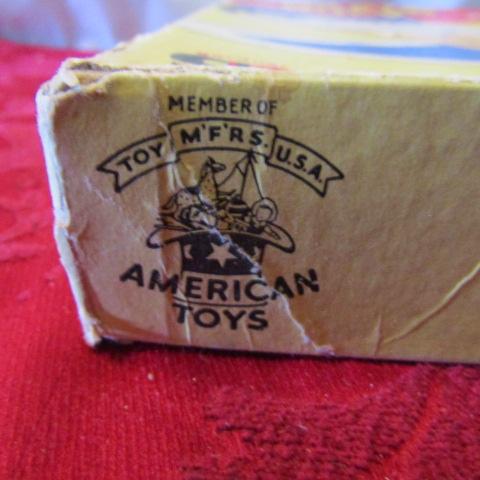 MEMBER OF
TOY M'F'RS. U.S.A.
AMERICAN
TOYS